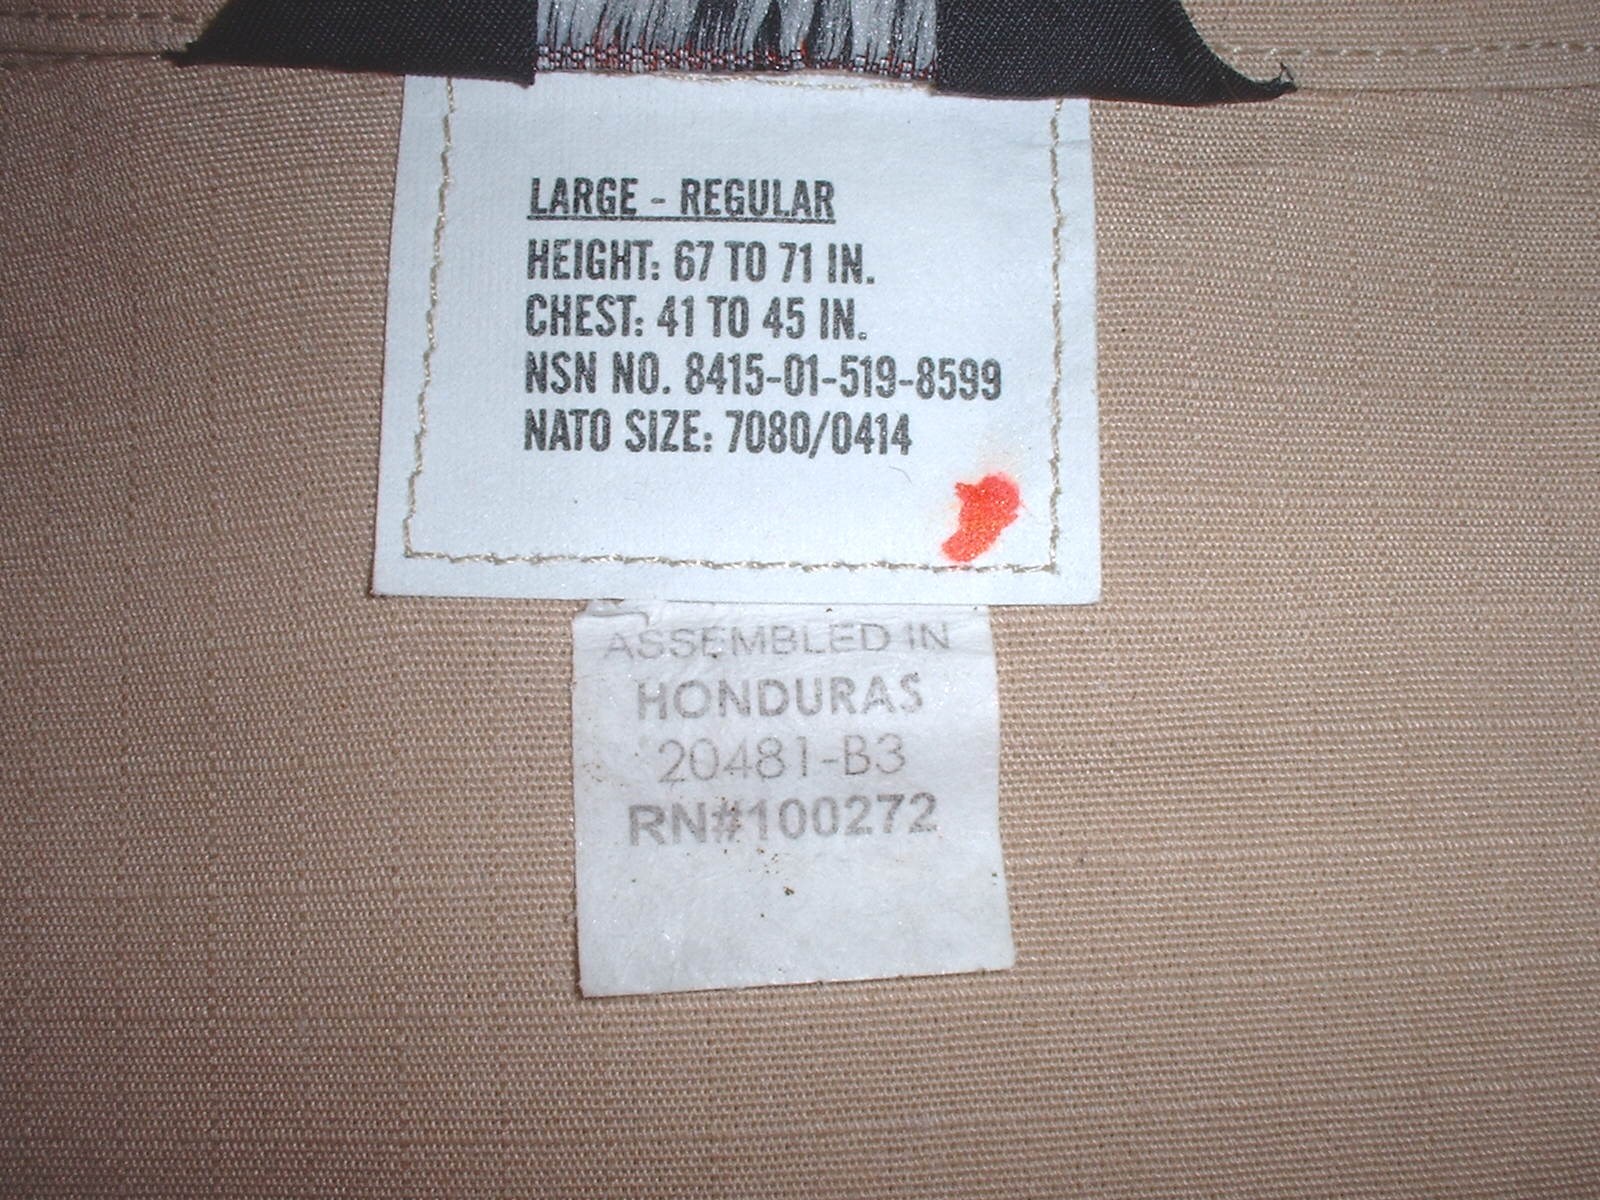 LARGE - REGULAR
HEIGHT: 67 TO 71 IN.
CHEST: 41 TO 45 IN.
NSN NO. 8415-01-519-8599
NATO SIZE: 7080/0414
ASSEMBLED IN
HONDURAS
20481-B3
RN#100272